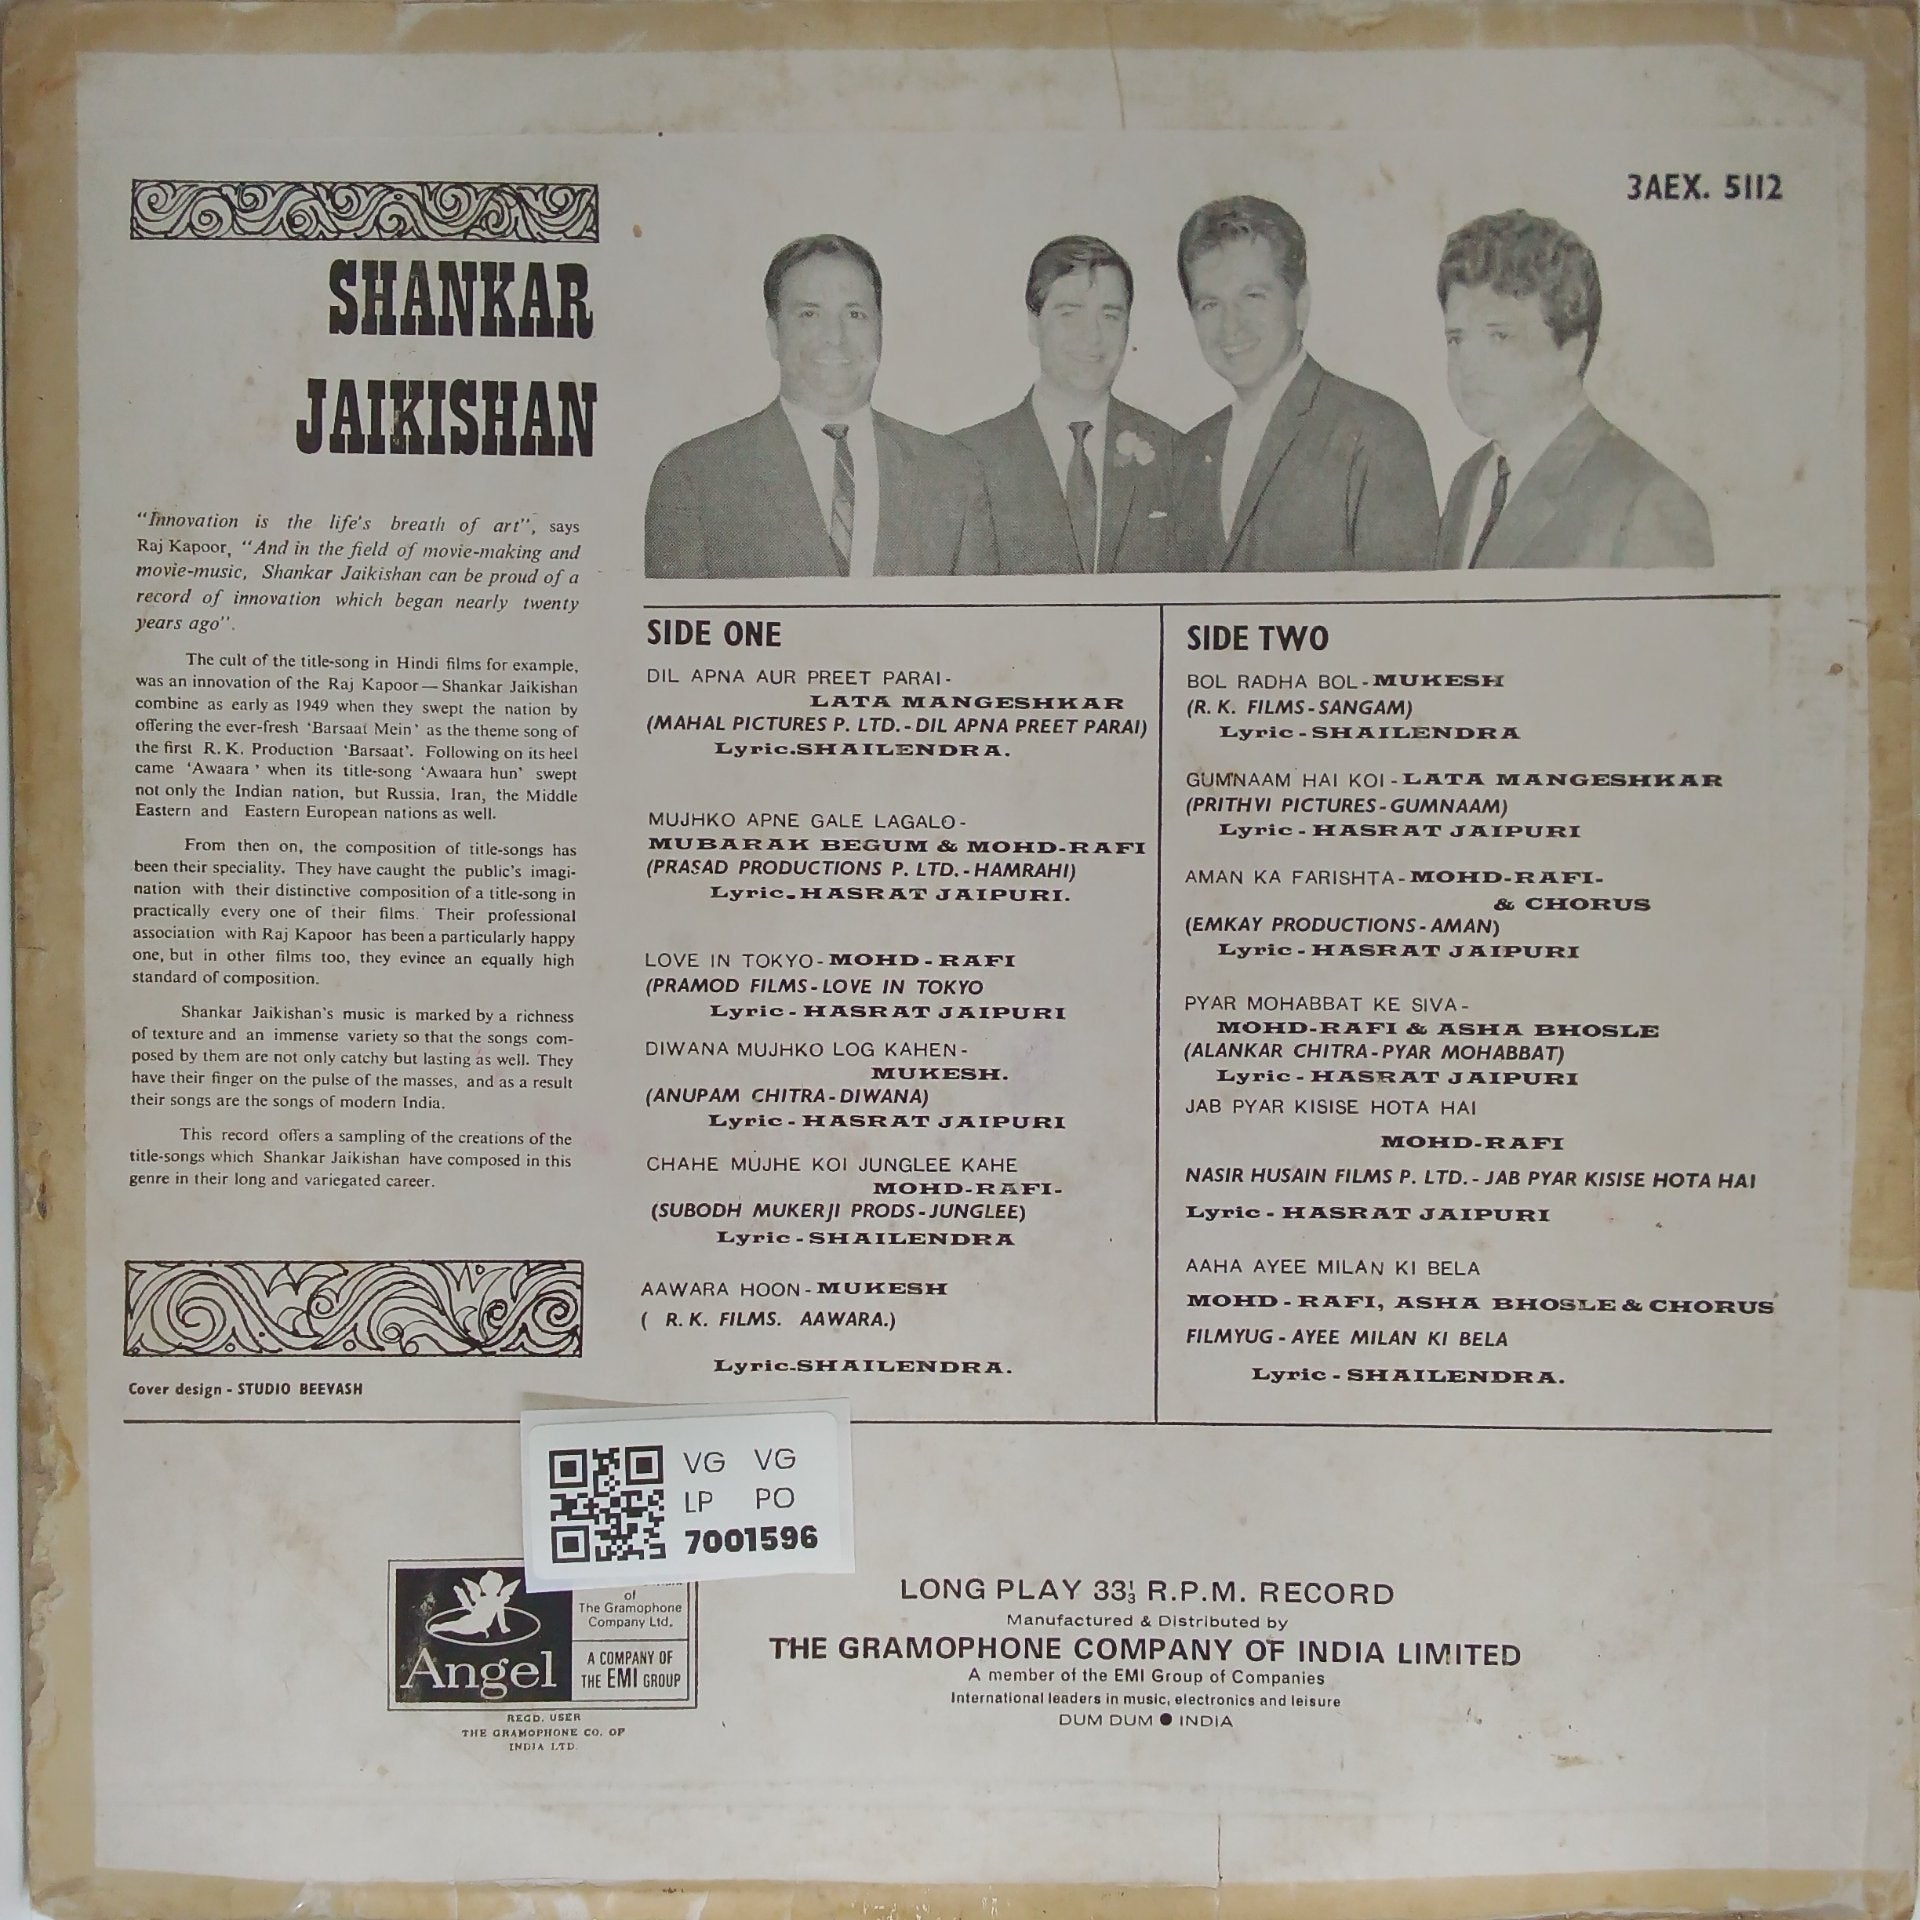 3AEX. 5112
SHANKAR
JAIKISHAN
"Innovation is the life's breath of art", says
Raj Kapoor, "And in the field of movie-making and
movie-music, Shankar Jaikishan can be proud of a
record of innovation which began nearly twenty
years ago".
The cult of the title-song in Hindi films for example,
was an innovation of the Raj Kapoor — Shankar Jaikishan
combine as early as 1949 when they swept the nation by
offering the ever-fresh 'Barsaat Mein' as the theme song of
the first R. K. Production 'Barsaat'. Following on its heel
came 'Awaara' when its title-song 'Awaara hun' swept
not only the Indian nation, but Russia, Iran, the Middle
Eastern and Eastern European nations as well.
From then on, the composition of title-songs has
been their speciality. They have caught the public's imagi-
nation with their distinctive composition of a title-song in
practically every one of their films. Their professional
association with Raj Kapoor has been a particularly happy
one, but in other films too, they evince an equally high
standard of composition.
Shankar Jaikishan's music is marked by a richness
of texture and an immense variety so that the songs com-
posed by them are not only catchy but lasting as well. They
have their finger on the pulse of the masses, and as a result
their songs are the songs of modern India.
This record offers a sampling of the creations of the
title-songs which Shankar Jaikishan have composed in this
genre in their long and variegated career.
Cover design - STUDIO BEEYASH
SIDE ONE
DIL APNA AUR PREET PARAI-
LATA MANGESHKAR
(MAHAL PICTURES P. LTD.-DIL APNA PREET PARAI)
Lyric.SHAILENDRA.
MUJHKO APNE GALE LAGALO-
MUBARAK BEGUM & MOHD-RAFI
(PRASAD PRODUCTIONS P. LTD.-HAMRAHI)
Lyric.HASRAT JAIPURI.
LOVE IN TOKYO-MOHD-RAFI
(PRAMOD FILMS-LOVE IN TOKYO
Lyric-HASRAT JAIPURI
DIWANA MUJHKO LOG KAHEN-
MUKESH.
(ANUPAM CHITRA-DIWANA)
Lyric-HASRAT JAIPURI
CHAHE MUJHE KOI JUNGLEE KAHE
MOHD-RAFI-
(SUBODH MUKERJI PRODS-JUNGLEE)
Lyric-SHAILENDRA
AAWARA HOON-MUKESH
( R. K. FILMS. AAWARA.)
Lyric-SHAILENDRA.
SIDE TWO
BOL RADHA BOL-MUKESH
(R. K. FILMS-SANGAM)
Lyric-SHAILENDRA
GUMNAAM HAI KOI-LATA MANGESHKAR
(PRITHVI PICTURES-GUMNAAM)
Lyric-HASRAT JAIPURI
AMAN KA FARISHTA-MOHD-RAFI-
& CHORUS
(EMKAY PRODUCTIONS-AMAN)
Lyric-HASRAT JAIPURI
PYAR MOHABBAT KE SIVA-
MOHD-RAFI & ASHA BHOSLE
(ALANKAR CHITRA-PYAR MOHABBAT)
Lyric-HASRAT JAIPURI
JAB PYAR KISISE HOTA HAI
MOHD-RAFI
NASIR HUSAIN FILMS P. LTD.-JAB PYAR KISISE HOTA HAI
Lyric-HASRAT JAIPURI
AAHA AYEE MILAN KI BELA
MOHD-RAFI, ASHA BHOSLE & CHORUS
FILMYUG-AYEE MILAN KI BELA
Lyric-SHAILENDRA.
VG VG
LP PO
7001596
Angel
of
The Gramophone
Company Ltd.
A COMPANY OF
THE EMI GROUP
REGD. USER
THE GRAMOPHONE CO. OF
INDIA LTD.
LONG PLAY 33⅓ R.P.M. RECORD
Manufactured & Distributed by
THE GRAMOPHONE COMPANY OF INDIA LIMITED
A member of the EMI Group of Companies
International leaders in music, electronics and leisure
DUM DUM ● INDIA